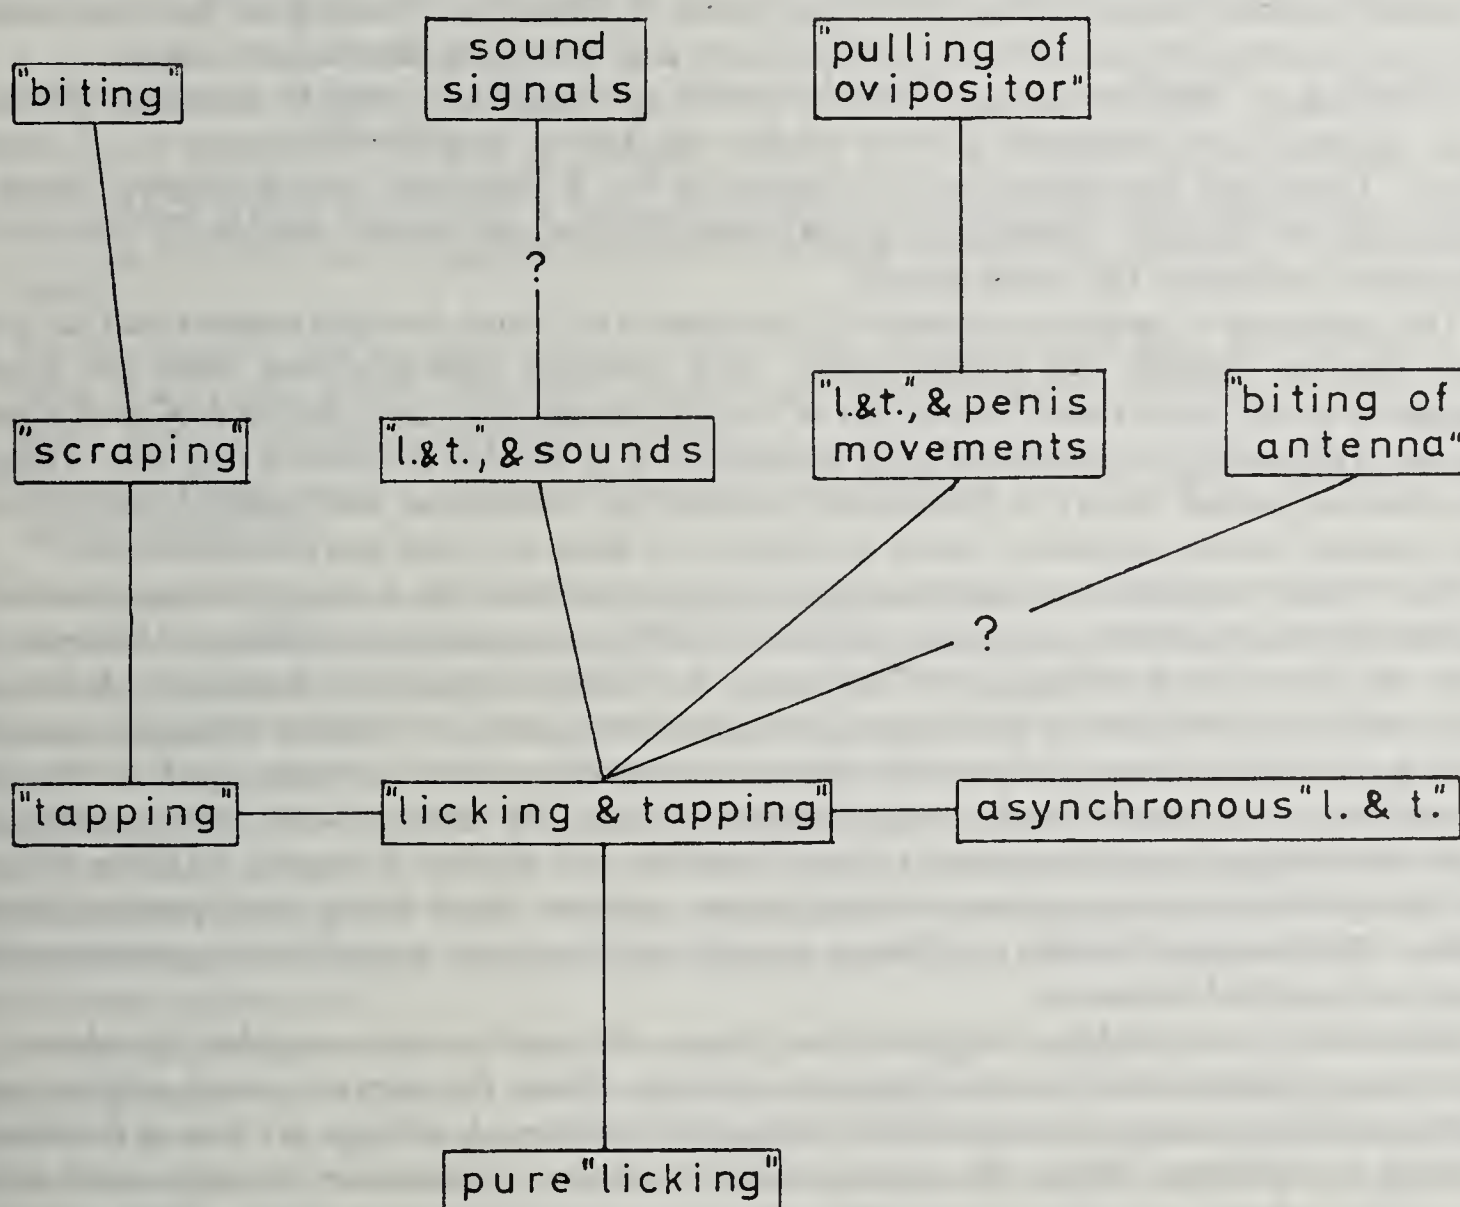 "biting"
sound
signals
"pulling of
ovipositor"
?
"scraping"
"l.&t.", & sounds
"l.&t.", & penis
movements
"biting of
antenna"
?
"tapping"
"licking & tapping"
asynchronous "l. & t."
pure "licking"